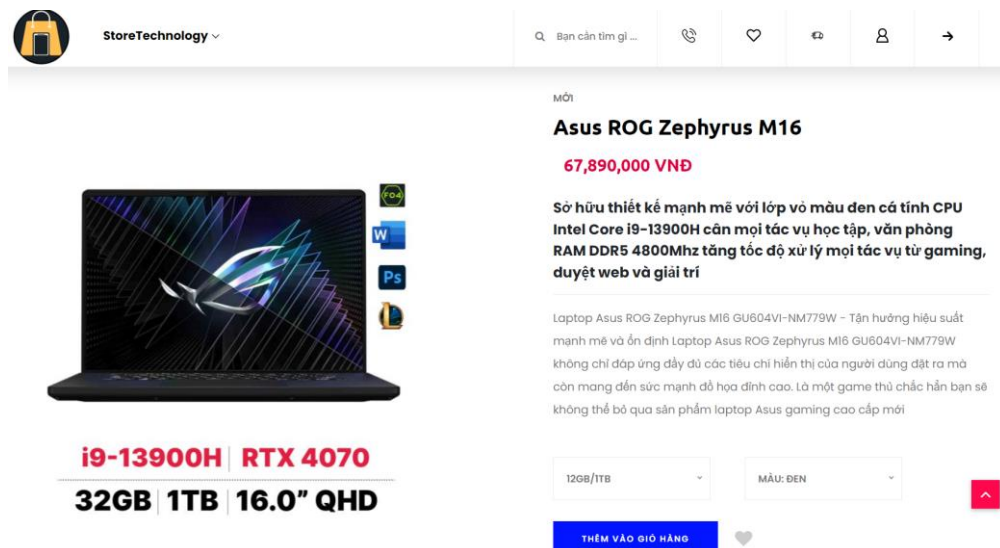 StoreTechnology
Bạn cần tìm gì ...
MỚI
Asus ROG Zephyrus M16
67,890,000 VNĐ
Sở hữu thiết kế mạnh mẽ với lớp vỏ màu đen cá tính CPU
Intel Core i9-13900H cân mọi tác vụ học tập, văn phòng
RAM DDR5 4800Mhz tăng tốc độ xử lý mọi tác vụ từ gaming,
duyệt web và giải trí
Laptop Asus ROG Zephyrus M16 GU604VI-NM779W - Tận hưởng hiệu suất
mạnh mẽ và ổn định Laptop Asus ROG Zephyrus M16 GU604VI-NM779W
không chỉ đáp ứng đầy đủ các tiêu chí hiển thị của người dùng đặt ra mà
còn mang đến sức mạnh đồ họa đỉnh cao. Là một game thủ chắc hẳn bạn sẽ
không thể bỏ qua sản phẩm laptop Asus gaming cao cấp mới
FO4
W
Ps
L
i9-13900H | RTX 4070
32GB | 1TB | 16.0” QHD
12GB/1TB
MÀU: ĐEN
THÊM VÀO GIỎ HÀNG